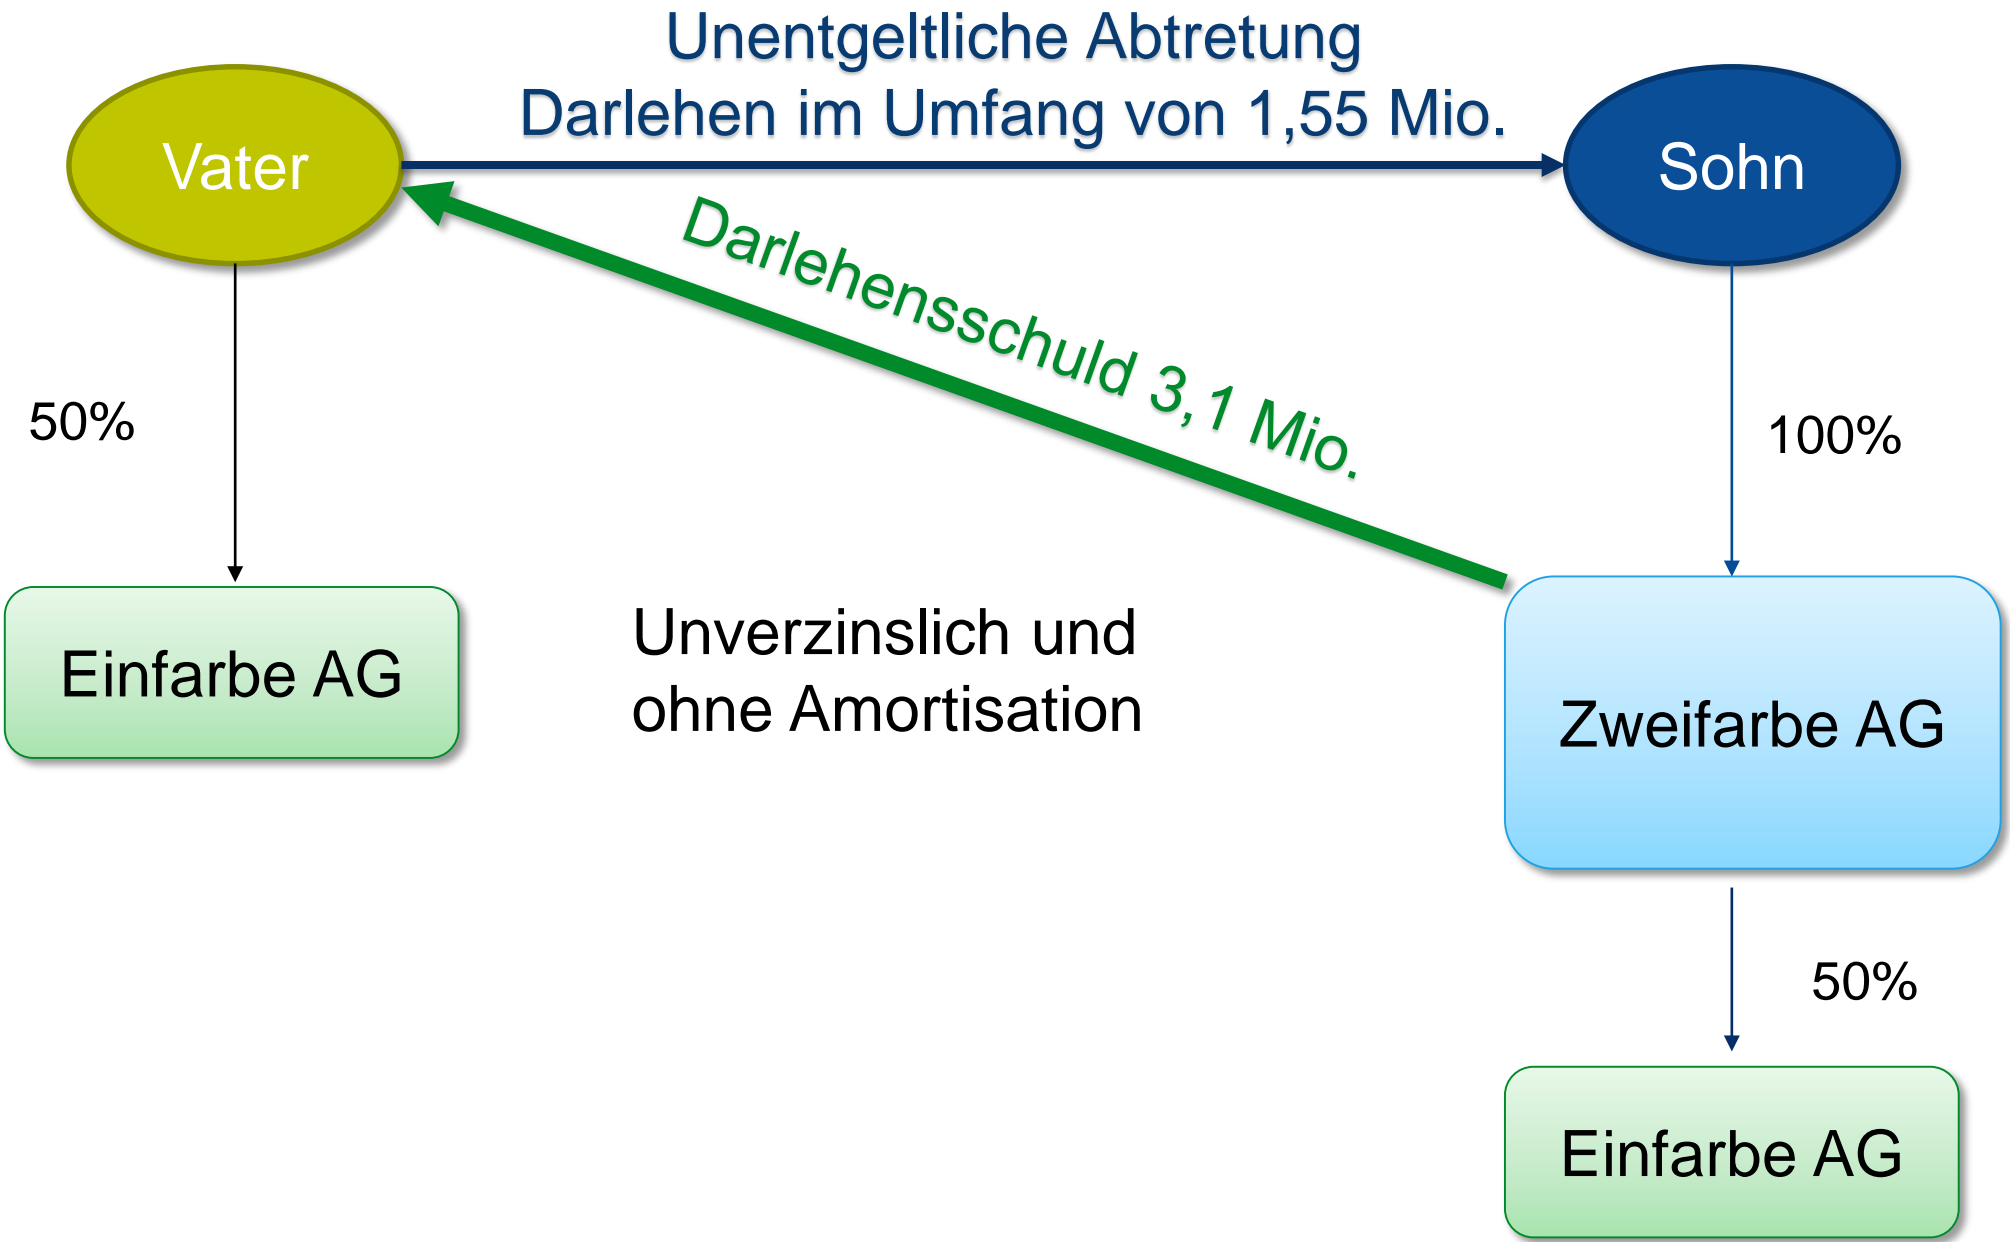 Unentgeltliche Abtretung
Darlehen im Umfang von 1,55 Mio.
Vater
Sohn
Darlehensschuld 3,1 Mio.
50%
100%
Unverzinslich und
ohne Amortisation
Einfarbe AG
Zweifarbe AG
50%
Einfarbe AG